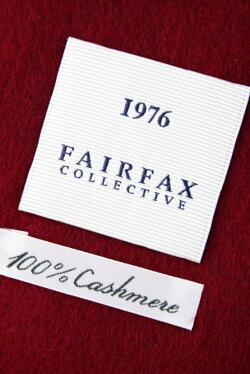 1976
FAIRFAX
COLLECTIVE
100% Cashmere